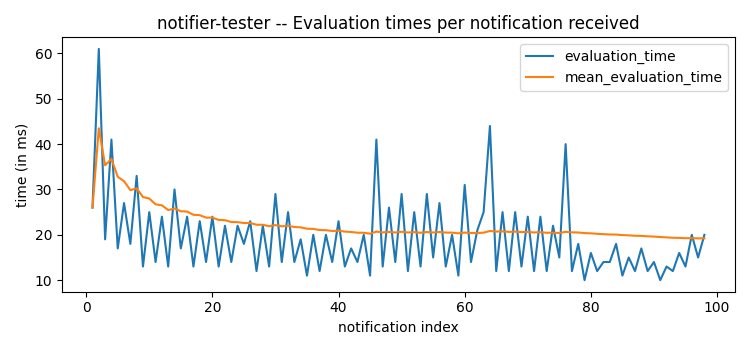 notifier-tester -- Evaluation times per notification received
evaluation_time
mean_evaluation_time
time (in ms)
60
50
40
30
20
10
0
20
40
60
80
100
notification index